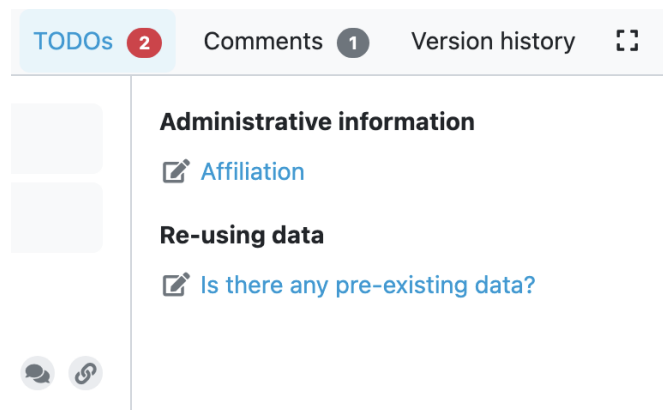 TODOs 2 Comments 1 Version history
Administrative information
Affiliation
Re-using data
Is there any pre-existing data?